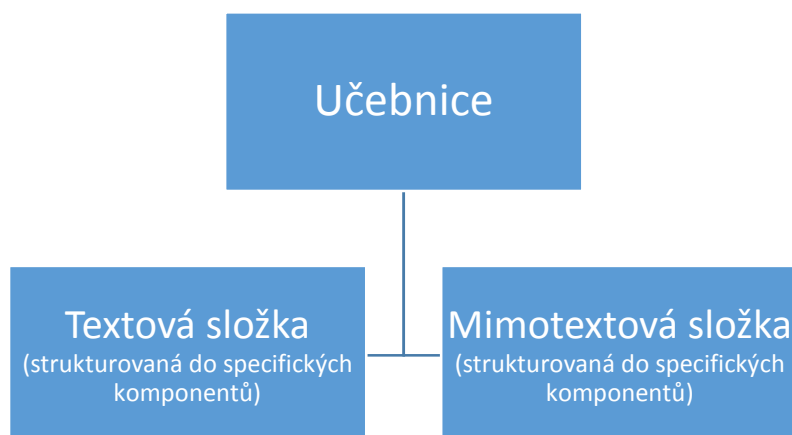 Učebnice
Textová složka
(strukturovaná do specifických
komponentů)
Mimotextová složka
(strukturovaná do specifických
komponentů)